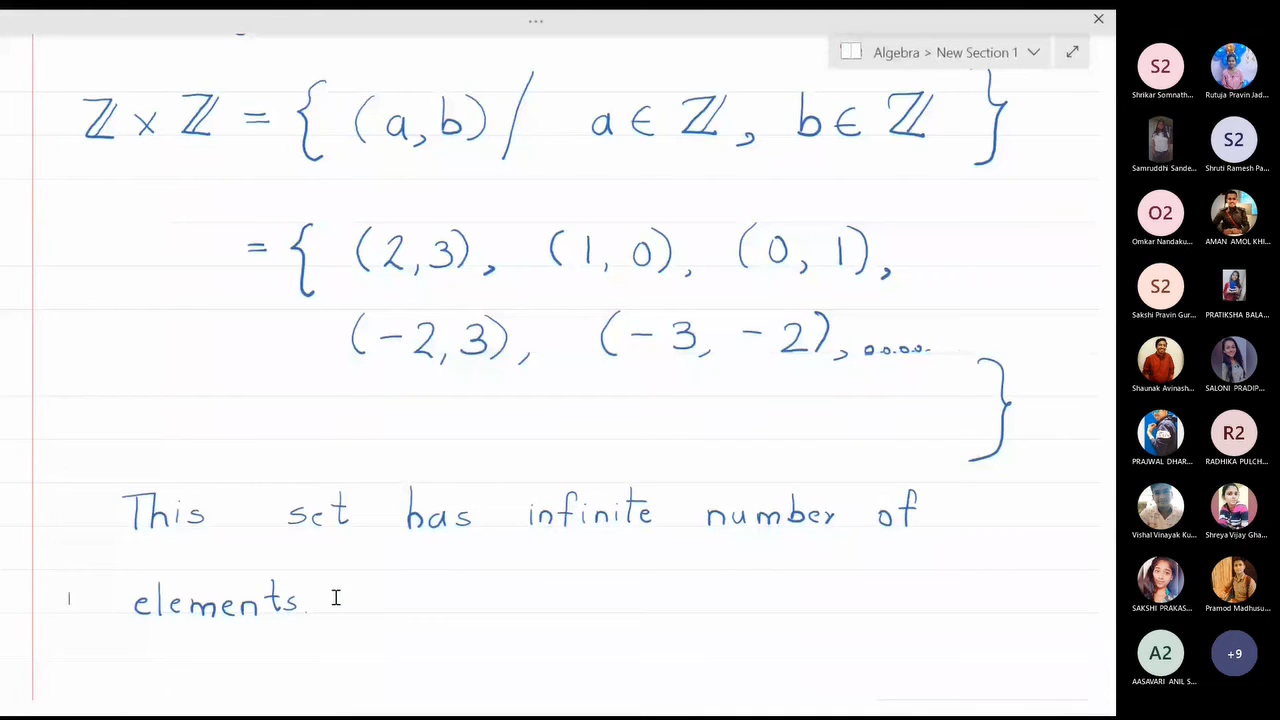 Algebra > New Section 1
ℤ × ℤ = { (a, b) / a ∈ ℤ, b ∈ ℤ }
= { (2, 3), (1, 0), (0, 1),
(-2, 3), (-3, -2), .....
}
This set has infinite number of
elements.
S2
Shrikar Somnath...
Rutuja Pravin Jad...
Samruddhi Sande...
S2
Shruti Ramesh Pa...
O2
Omkar Nandaku...
AMAN AMOL KHI...
S2
Sakshi Pravin Gur...
PRATIKSHA BALA...
Shaunak Avinash...
SALONI PRADIP...
PRAJWAL DHAR...
R2
RADHIKA PULCH...
Vishal Vinayak Ku...
Shreya Vijay Gha...
SAKSHI PRAKAS...
Pramod Madhusu...
A2
AASAVARI ANIL S...
+9